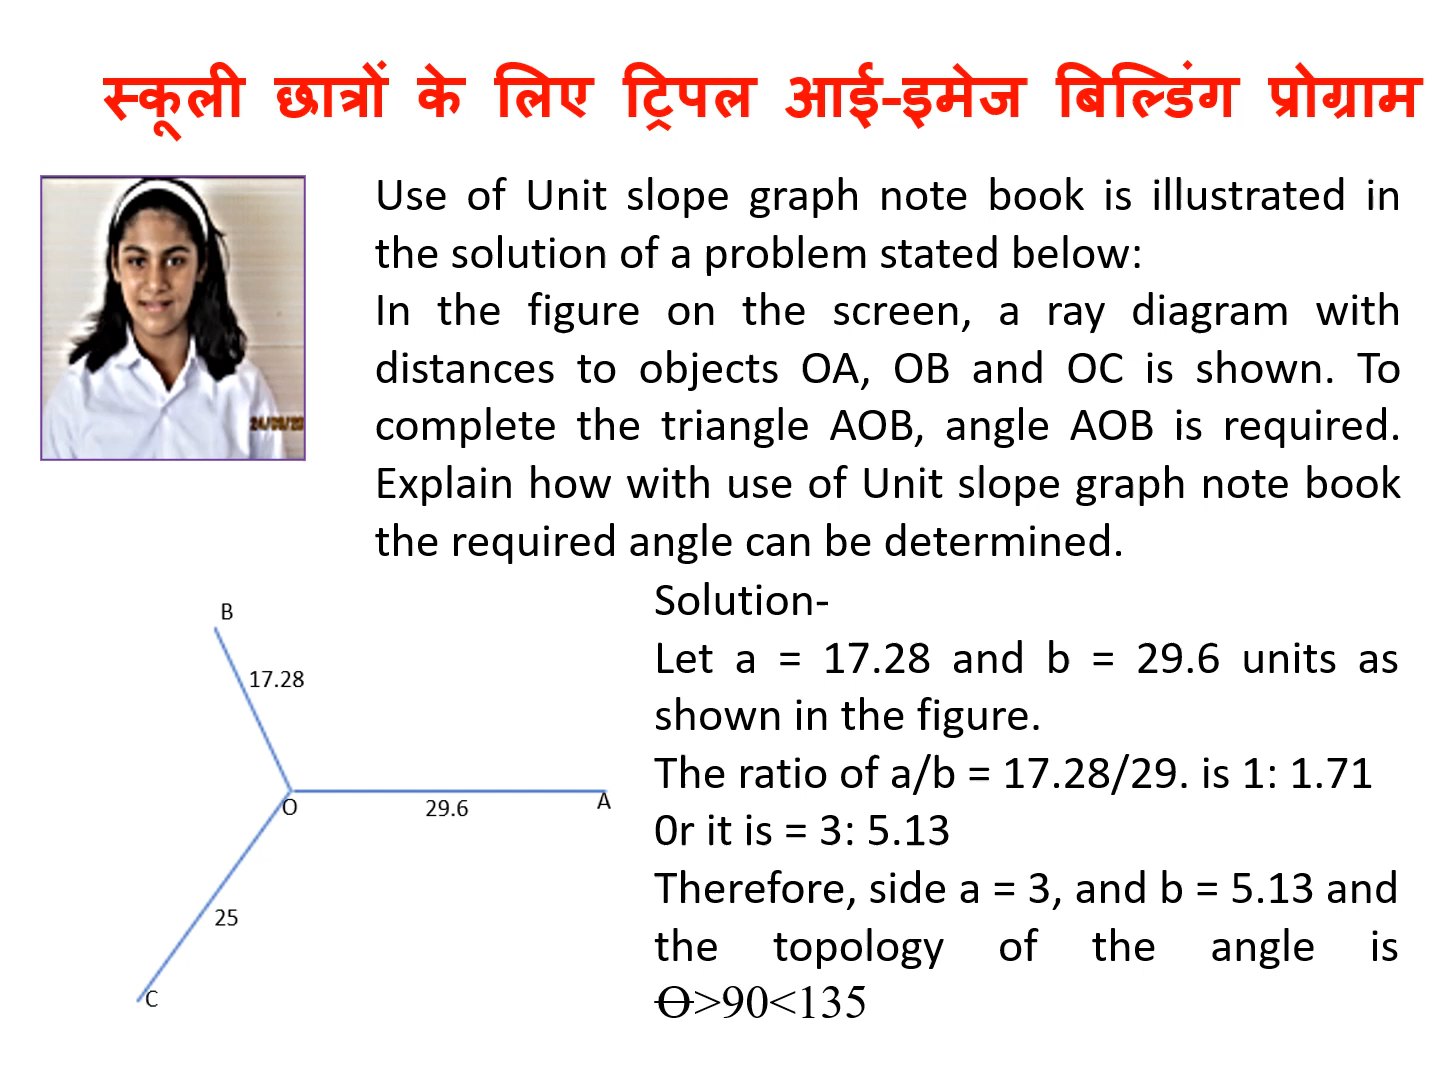 स्कूली छात्रों के लिए ट्रिपल आई-इमेज बिल्डिंग प्रोग्राम
Use of Unit slope graph note book is illustrated in
the solution of a problem stated below:
In the figure on the screen, a ray diagram with
distances to objects OA, OB and OC is shown. To
complete the triangle AOB, angle AOB is required.
Explain how with use of Unit slope graph note book
the required angle can be determined.
B
17.28
O
29.6
A
25
C
Solution-
Let a = 17.28 and b = 29.6 units as
shown in the figure.
The ratio of a/b = 17.28/29. is 1: 1.71
0r it is = 3: 5.13
Therefore, side a = 3, and b = 5.13 and
the topology of the angle is
Ɵ>90<135